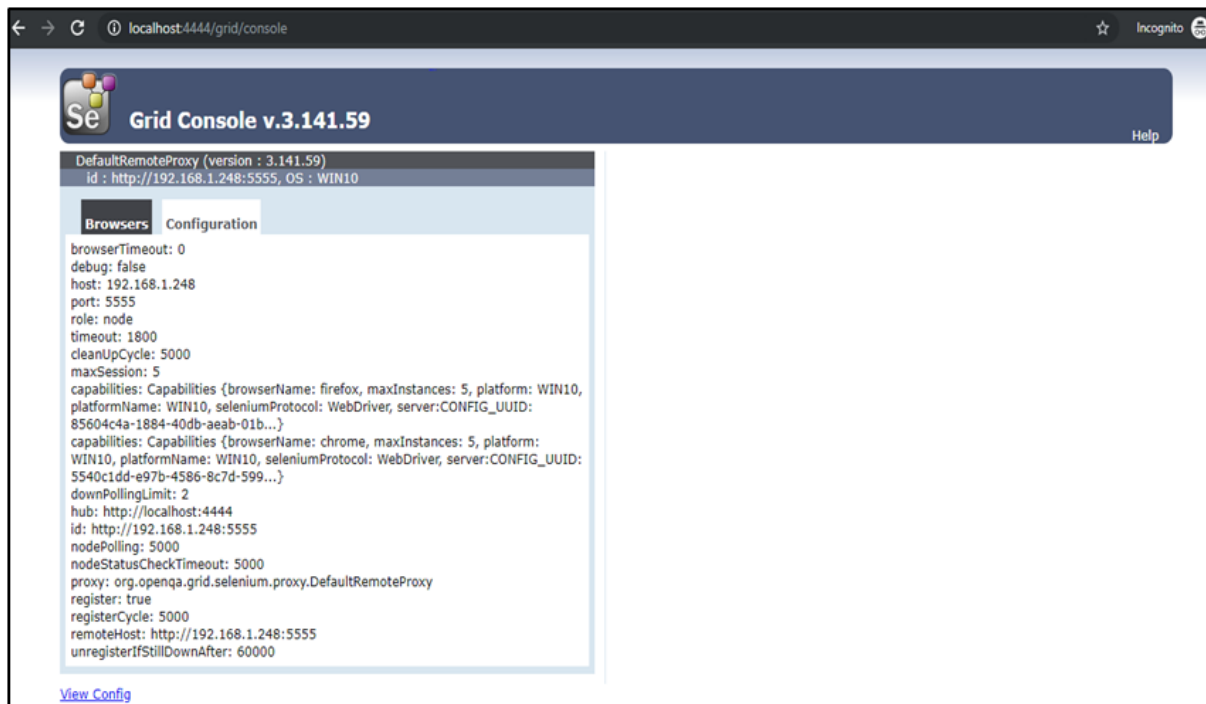 localhost:4444/grid/console
Incognito
Se
Grid Console v.3.141.59
Help
DefaultRemoteProxy (version : 3.141.59)
id : http://192.168.1.248:5555, OS : WIN10
Browsers Configuration
browserTimeout: 0
debug: false
host: 192.168.1.248
port: 5555
role: node
timeout: 1800
cleanUpCycle: 5000
maxSession: 5
capabilities: Capabilities {browserName: firefox, maxInstances: 5, platform: WIN10,
platformName: WIN10, seleniumProtocol: WebDriver, server:CONFIG_UUID:
85604c4a-1884-40db-aeab-01b...}
capabilities: Capabilities {browserName: chrome, maxInstances: 5, platform:
WIN10, platformName: WIN10, seleniumProtocol: WebDriver, server:CONFIG_UUID:
5540c1dd-e97b-4586-8c7d-599...}
downPollingLimit: 2
hub: http://localhost:4444
id: http://192.168.1.248:5555
nodePolling: 5000
nodeStatusCheckTimeout: 5000
proxy: org.openqa.grid.selenium.proxy.DefaultRemoteProxy
register: true
registerCycle: 5000
remoteHost: http://192.168.1.248:5555
unregisterIfStillDownAfter: 60000
View Config